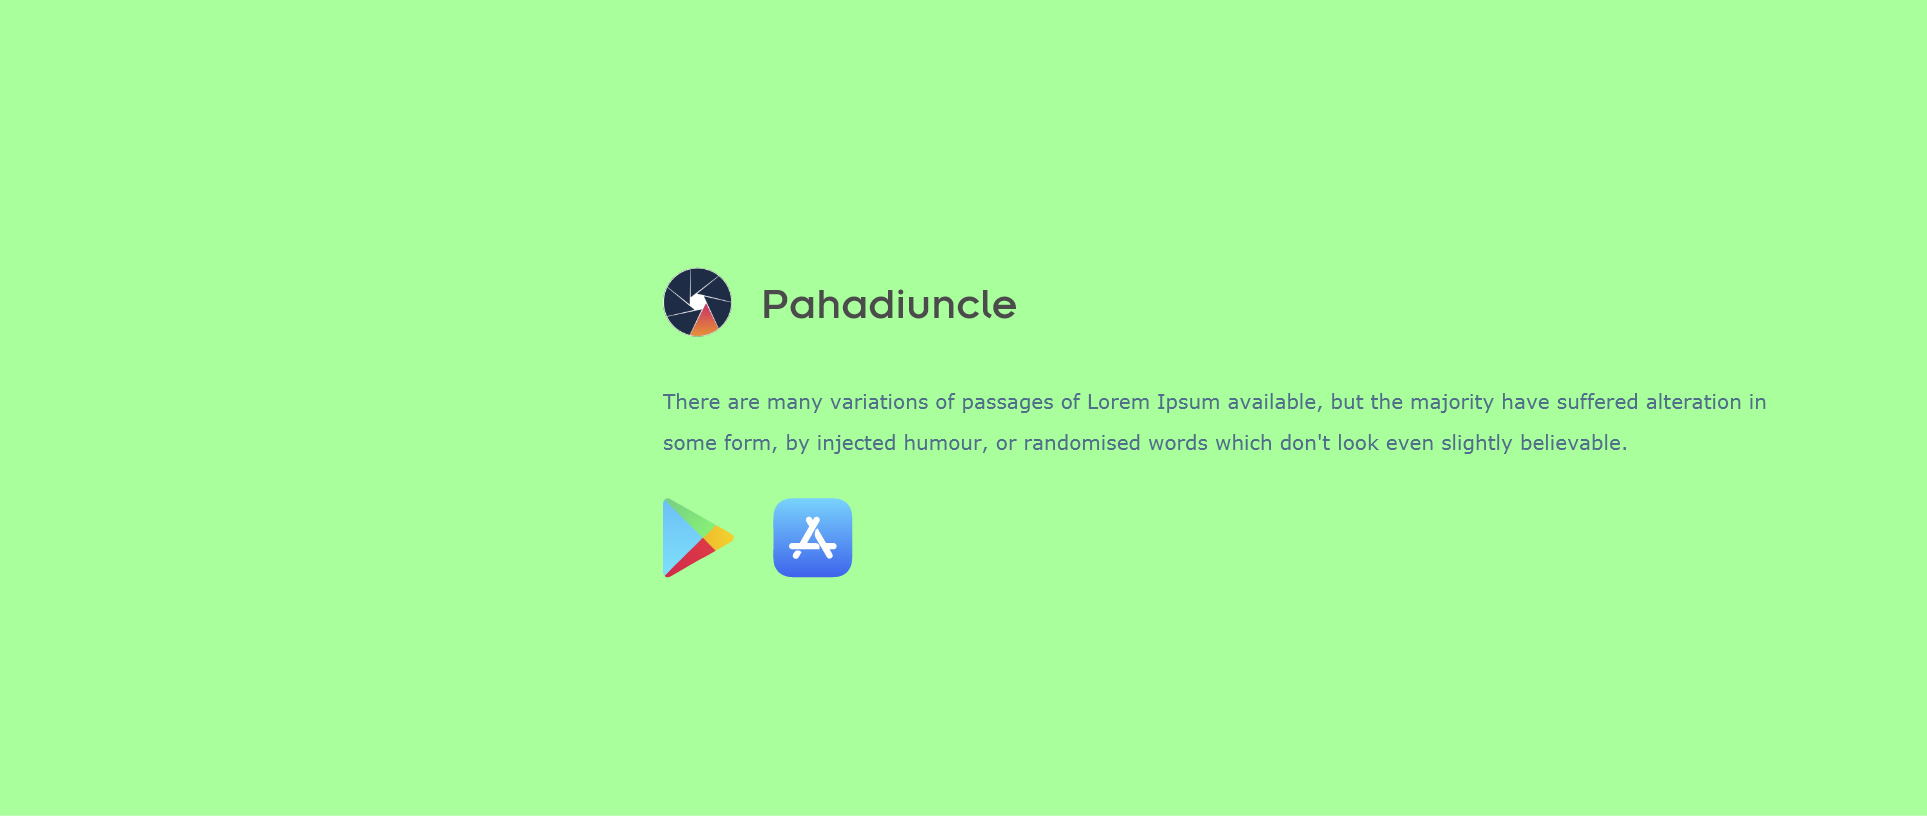 Pahadiuncle
There are many variations of passages of Lorem Ipsum available, but the majority have suffered alteration in
some form, by injected humour, or randomised words which don't look even slightly believable.